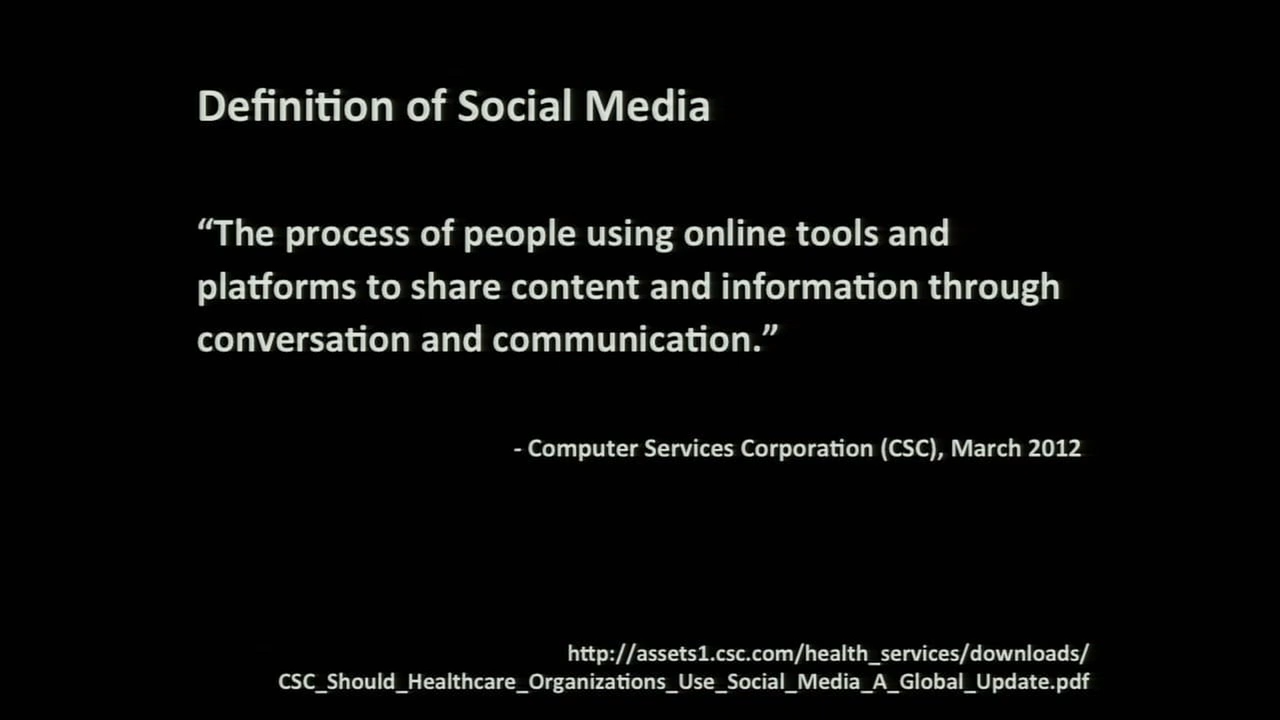 Definition of Social Media
“The process of people using online tools and
platforms to share content and information through
conversation and communication.”
- Computer Services Corporation (CSC), March 2012
http://assets1.csc.com/health_services/downloads/
CSC_Should_Healthcare_Organizations_Use_Social_Media_A_Global_Update.pdf